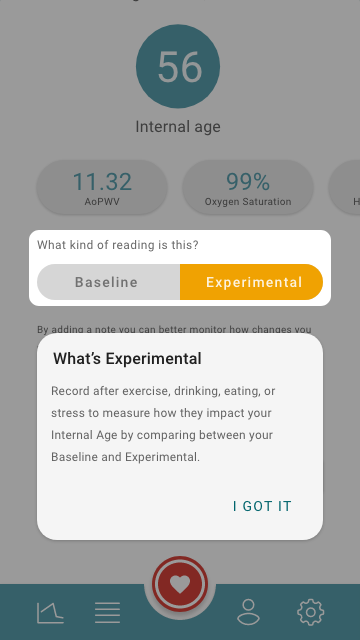 56
Internal age
11.32
AoPWV
99%
Oxygen Saturation
H
What kind of reading is this?
Baseline
Experimental
By adding a note you can better monitor how changes you
What's Experimental
Record after exercise, drinking, eating, or
stress to measure how they impact your
Internal Age by comparing between your
Baseline and Experimental.
I GOT IT